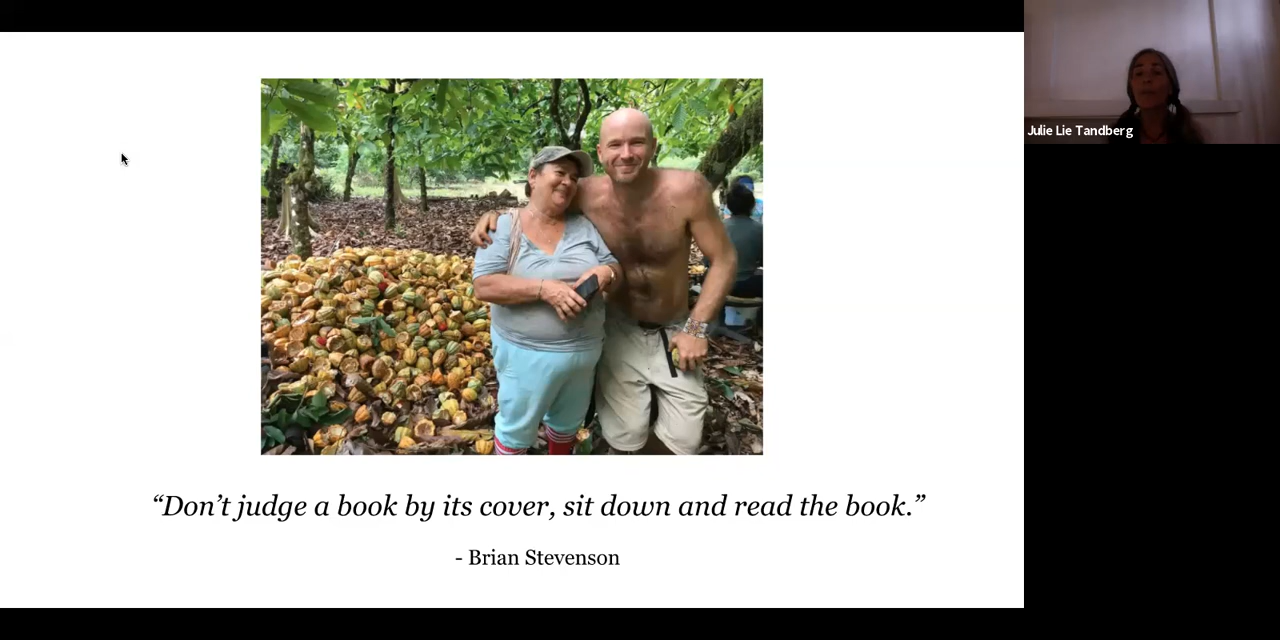 Julie Lie Tandberg
“Don’t judge a book by its cover, sit down and read the book.”
- Brian Stevenson